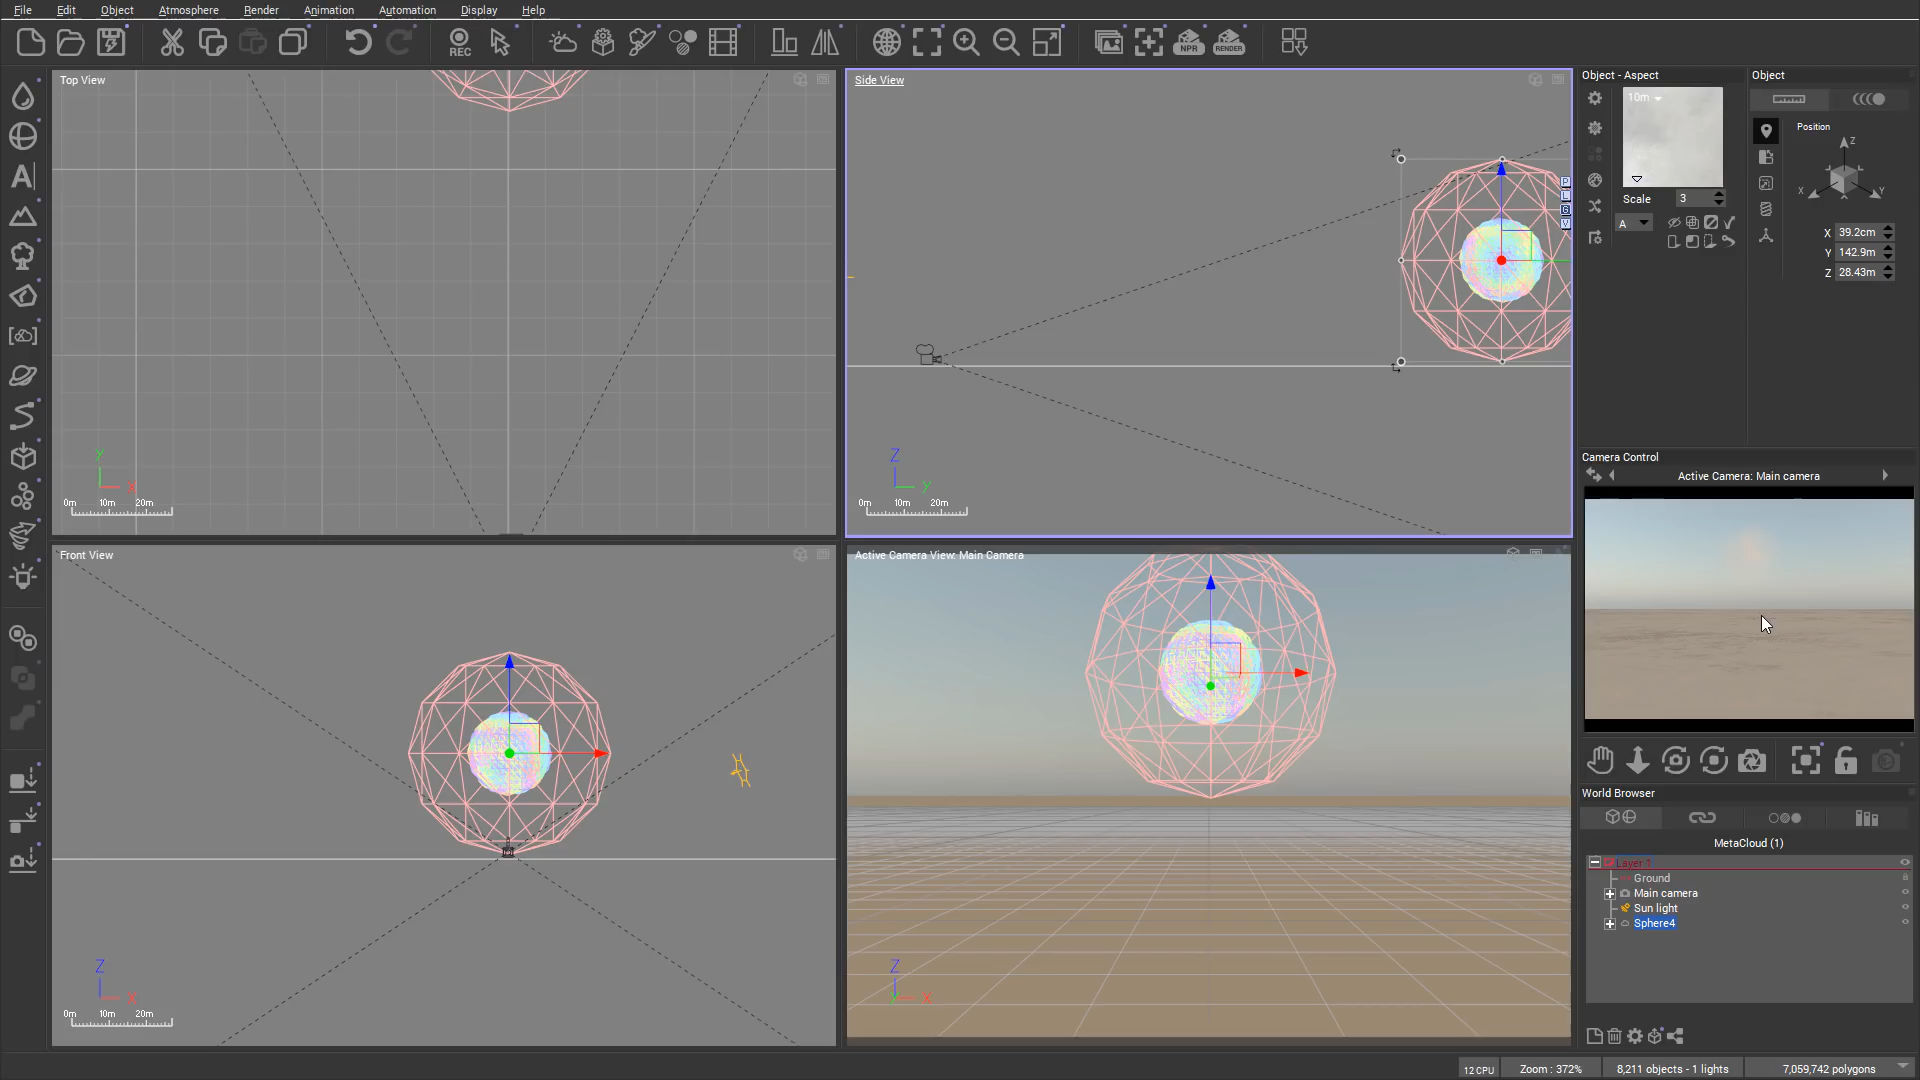 File Edit Object Atmosphere Render Animation Automation Display Help
REC NPR RENDER
Top View
Y
X
0m 10m 20m
Side View
P
L
G
V
Z
Y
0m 10m 20m
Front View
Z
X
0m 10m 20m
Active Camera View: Main Camera
Z
Y X
Object - Aspect
10m
Scale 3
A
Object
Position
Z
X Y
X 39.2cm
Y 142.9m
Z 28.43m
Camera Control
Active Camera: Main camera
World Browser
MetaCloud (1)
Layer 1
Ground
Main camera
Sun light
Sphere4
12 CPU Zoom : 372% 8,211 objects - 1 lights 7,059,742 polygons